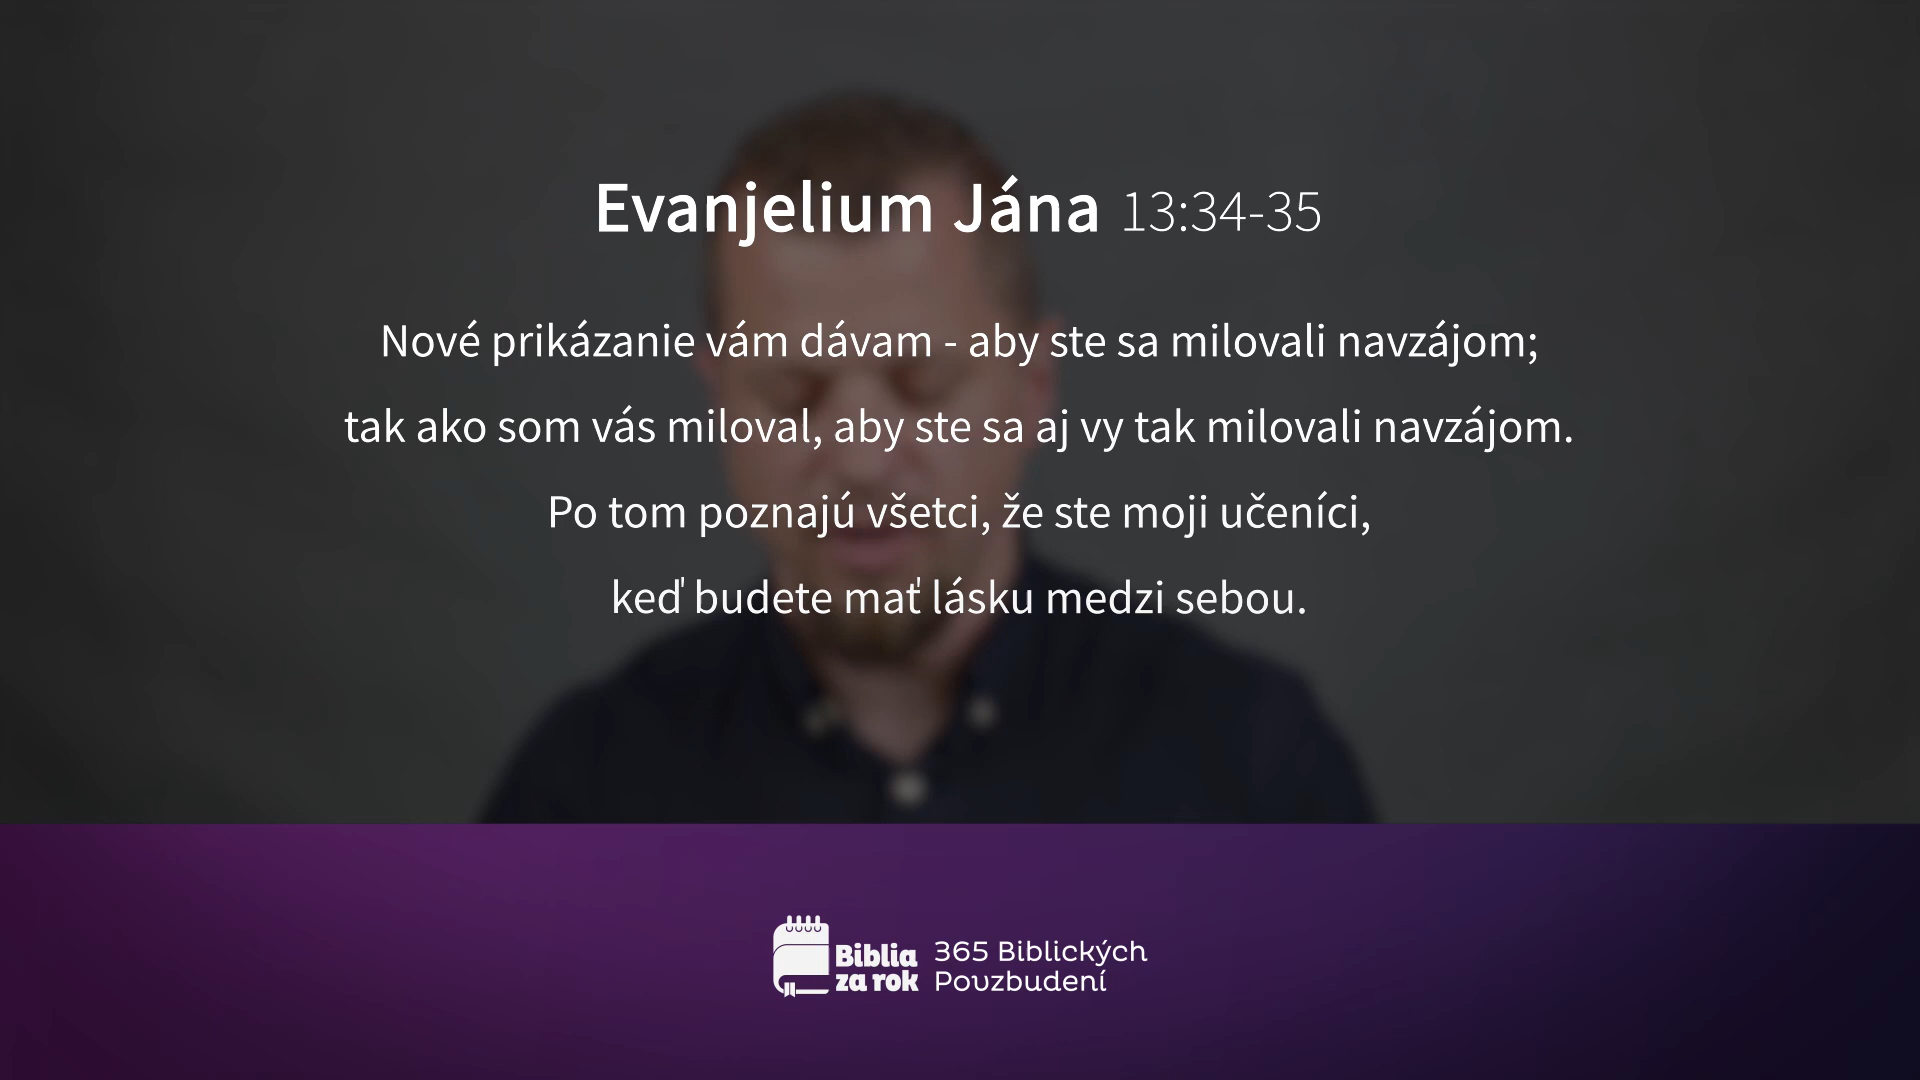 Evanjelium Jána 13:34-35
Nové prikázanie vám dávam - aby ste sa milovali navzájom;
tak ako som vás miloval, aby ste sa aj vy tak milovali navzájom.
Po tom poznajú všetci, že ste moji učeníci,
keď budete mať lásku medzi sebou.
Biblia
za rok
365 Biblických
Povzbudení